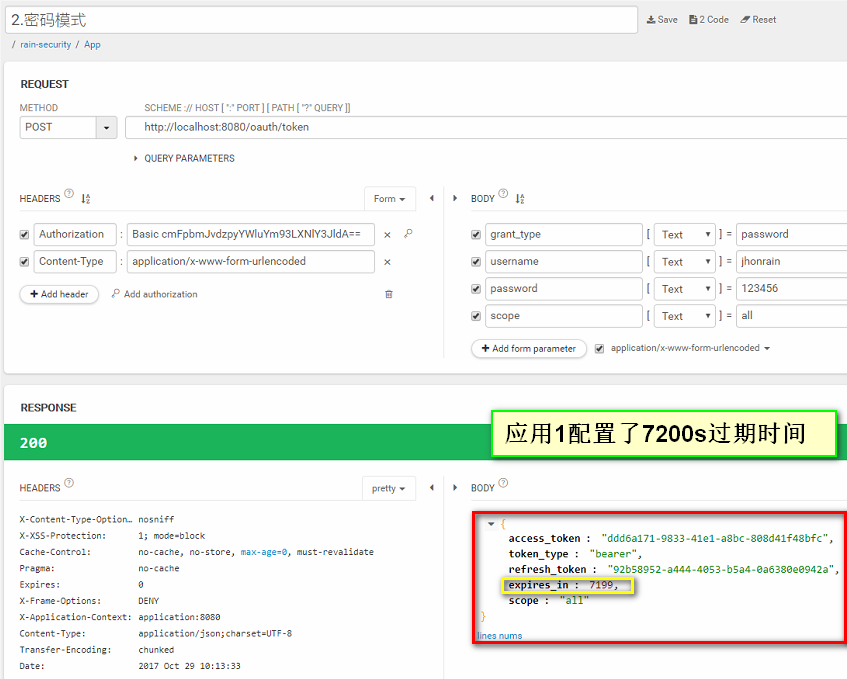 2.密码模式
Save 2 Code Reset
/ rain-security / App
REQUEST
METHOD SCHEME :// HOST [ ":" PORT ] [ PATH [ "?" QUERY ]]
POST http://localhost:8080/oauth/token
QUERY PARAMETERS
HEADERS ? Form
Authorization : Basic cmFpbmJvdzpyYWluYm93LXNlY3JldA==
Content-Type : application/x-www-form-urlencoded
+ Add header Add authorization
BODY ?
grant_type [ Text ] = password
username [ Text ] = jhonrain
password [ Text ] = 123456
scope [ Text ] = all
+ Add form parameter application/x-www-form-urlencoded
RESPONSE
200
应用1配置了7200s过期时间
HEADERS ? pretty
X-Content-Type-Option… nosniff
X-XSS-Protection: 1; mode=block
Cache-Control: no-cache, no-store, max-age=0, must-revalidate
Pragma: no-cache
Expires: 0
X-Frame-Options: DENY
X-Application-Context: application:8080
Content-Type: application/json;charset=UTF-8
Transfer-Encoding: chunked
Date: 2017 Oct 29 10:13:33
BODY ?
{
access_token : "ddd6a171-9833-41e1-a8bc-808d41f48bfc",
token_type : "bearer",
refresh_token : "92b58952-a444-4053-b5a4-0a6380e0942a",
expires_in : 7199,
scope : "all"
}
lines nums